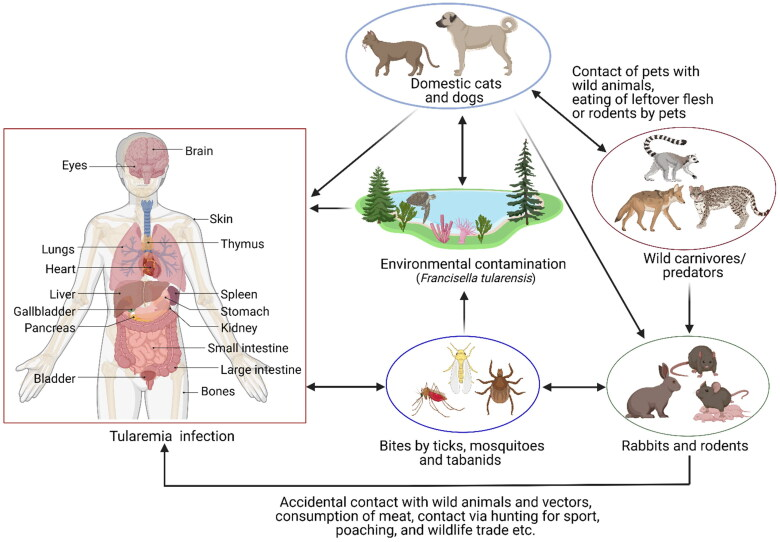 Domestic cats
and dogs
Contact of pets with
wild animals,
eating of leftover flesh
or rodents by pets
Brain
Eyes
Skin
Thymus
Lungs
Heart
Liver
Spleen
Gallbladder
Stomach
Pancreas
Kidney
Small intestine
Large intestine
Bladder
Bones
Tularemia infection
Environmental contamination
(Francisella tularensis)
Wild carnivores/
predators
Bites by ticks, mosquitoes
and tabanids
Rabbits and rodents
Accidental contact with wild animals and vectors,
consumption of meat, contact via hunting for sport,
poaching, and wildlife trade etc.